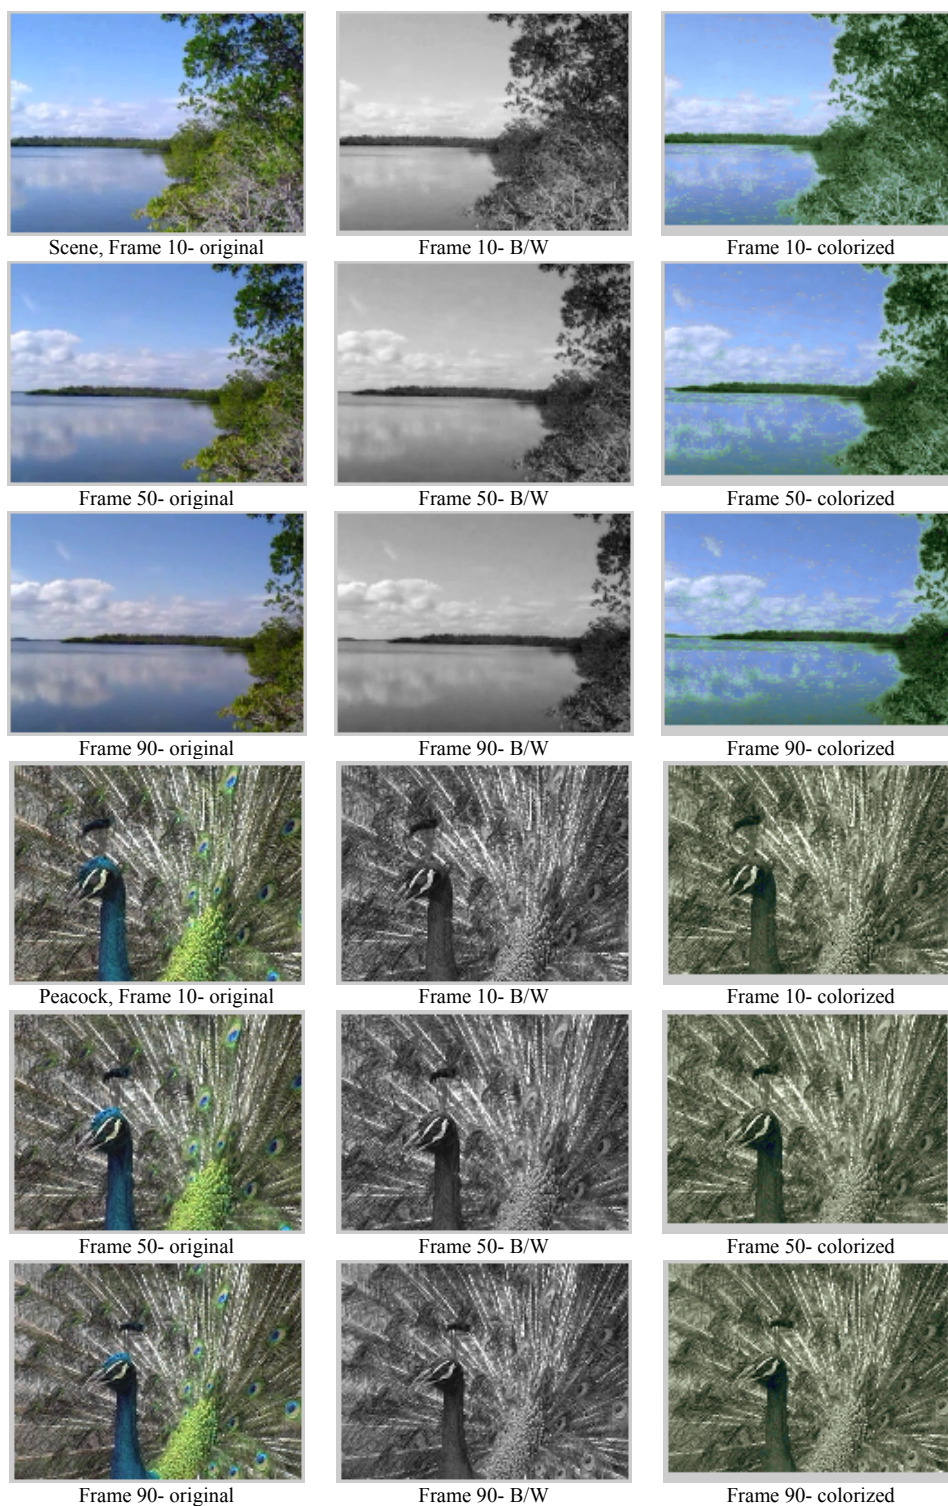 Scene, Frame 10- original
Frame 10- B/W
Frame 10- colorized
Frame 50- original
Frame 50- B/W
Frame 50- colorized
Frame 90- original
Frame 90- B/W
Frame 90- colorized
Peacock, Frame 10- original
Frame 10- B/W
Frame 10- colorized
Frame 50- original
Frame 50- B/W
Frame 50- colorized
Frame 90- original
Frame 90- B/W
Frame 90- colorized